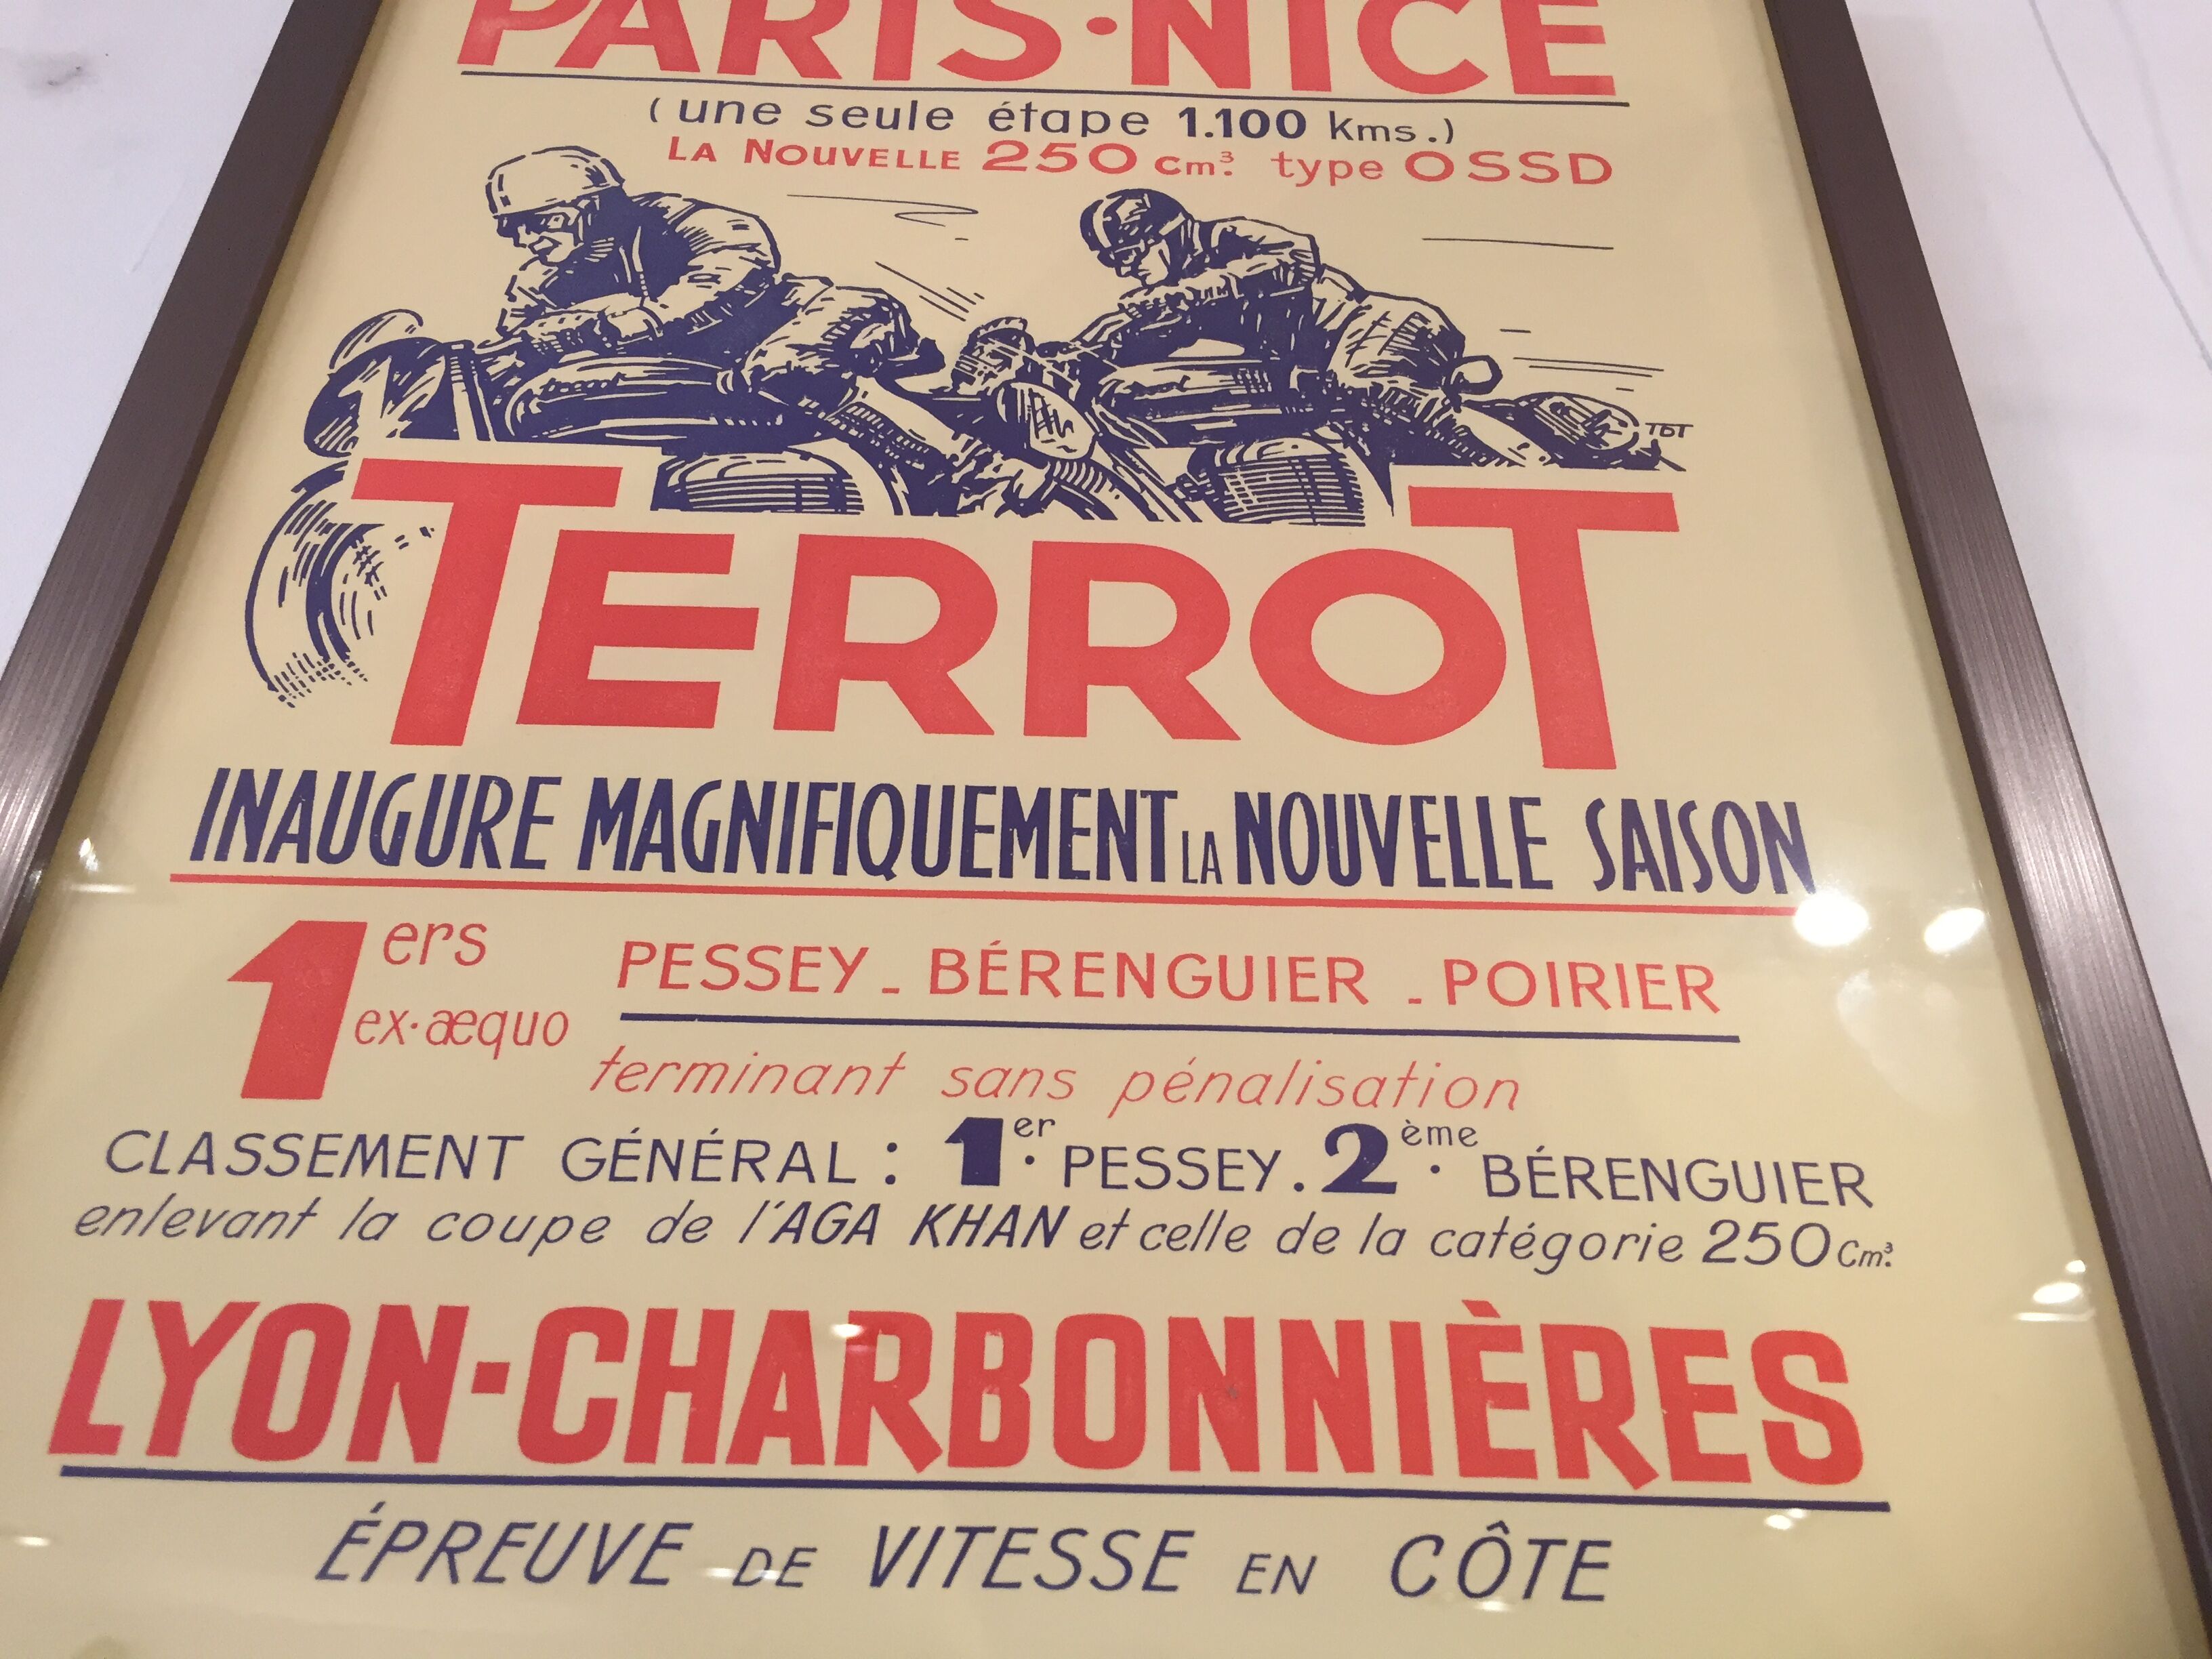 PARIS·NICE
(une seule étape 1.100 kms.)
LA NOUVELLE 250 cm³. type OSSD
TERROT
INAUGURE MAGNIFIQUEMENT LA NOUVELLE SAISON
1ers ex·æquo PESSEY - BÉRENGUIER - POIRIER
terminant sans pénalisation
CLASSEMENT GÉNÉRAL : 1er. PESSEY. 2ème. BÉRENGUIER
enlevant la coupe de l'AGA KHAN et celle de la catégorie 250 Cm³.
LYON-CHARBONNIÈRES
ÉPREUVE DE VITESSE EN CÔTE